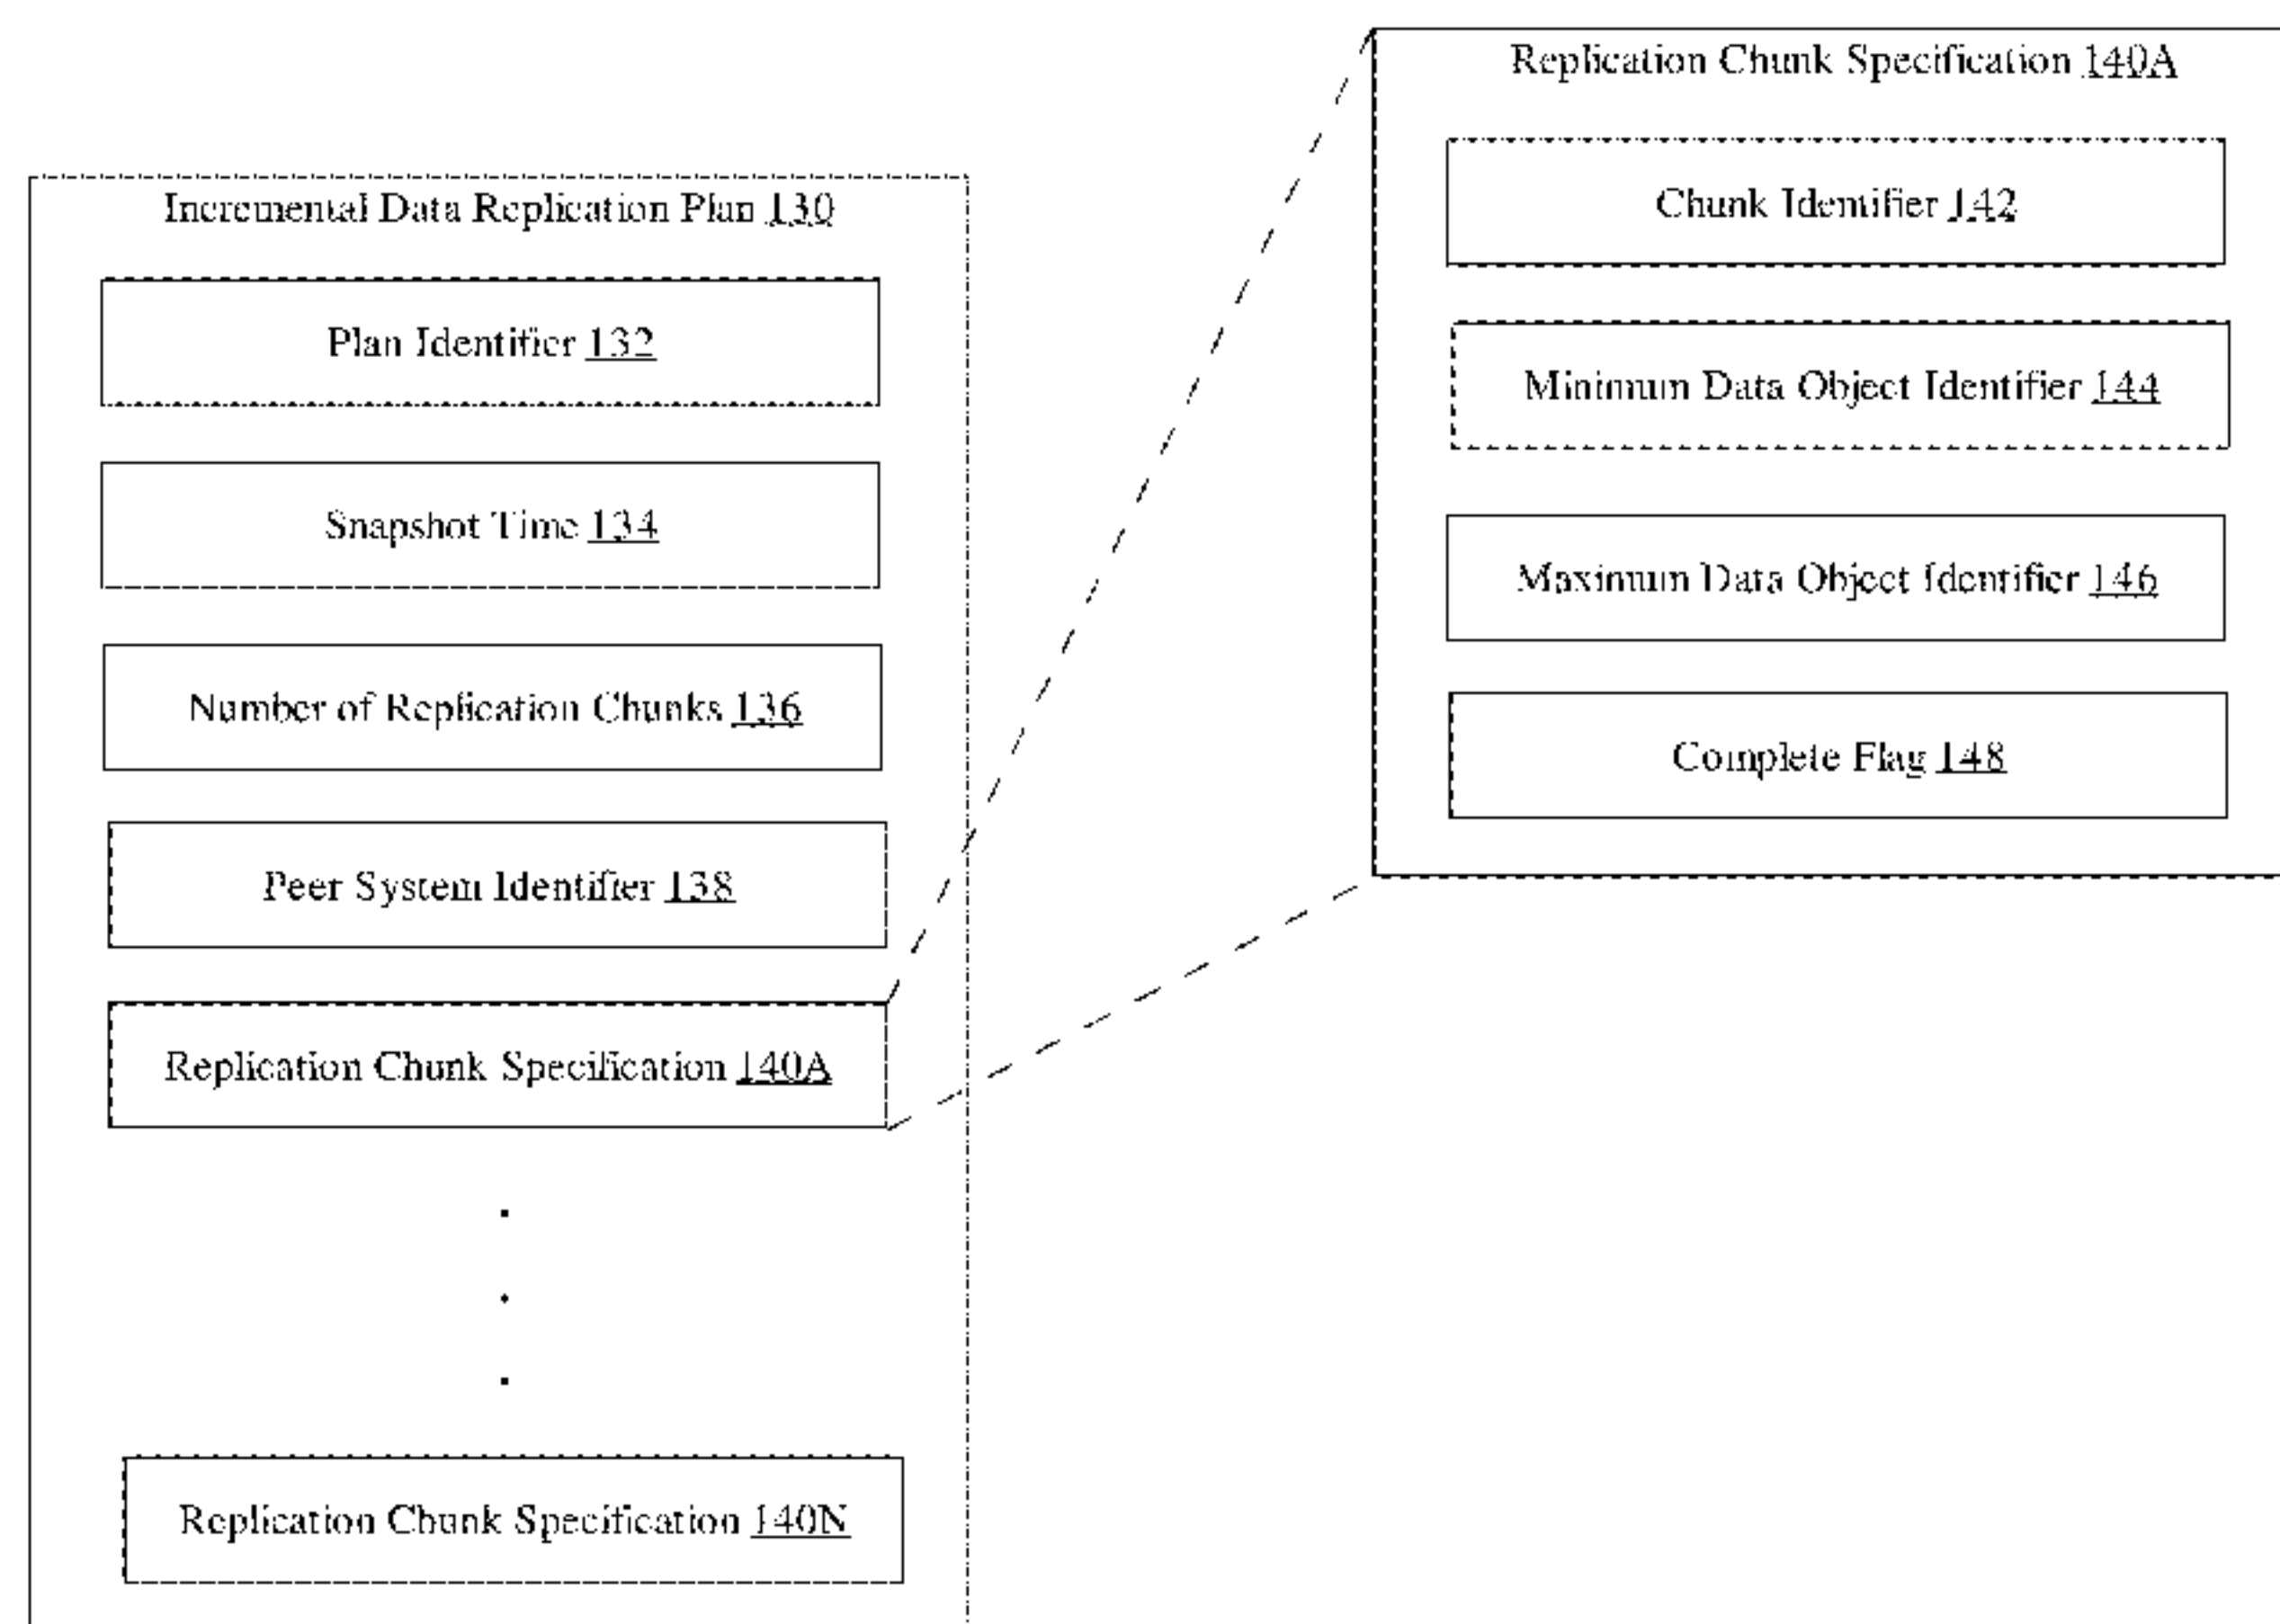 Incremental Data Replication Plan 130
Plan Identifier 132
Snapshot Time 134
Number of Replication Chunks 136
Peer System Identifier 138
Replication Chunk Specification 140A
Replication Chunk Specification 140N
Replication Chunk Specification 140A
Chunk Identifier 142
Minimum Data Object Identifier 144
Maximum Data Object Identifier 146
Complete Flag 148